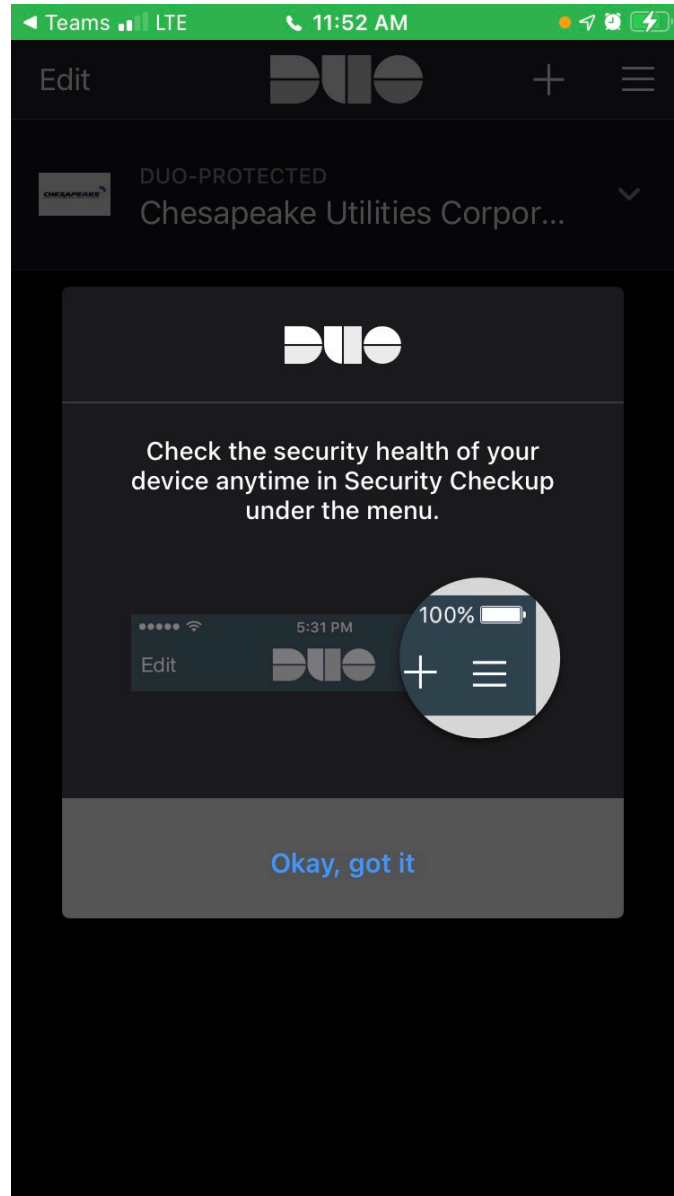 Teams LTE 11:52 AM
Edit DUO
CHESAPEAKE
DUO-PROTECTED
Chesapeake Utilities Corpor...
DUO
Check the security health of your
device anytime in Security Checkup
under the menu.
5:31 PM 100%
Edit DUO
Okay, got it